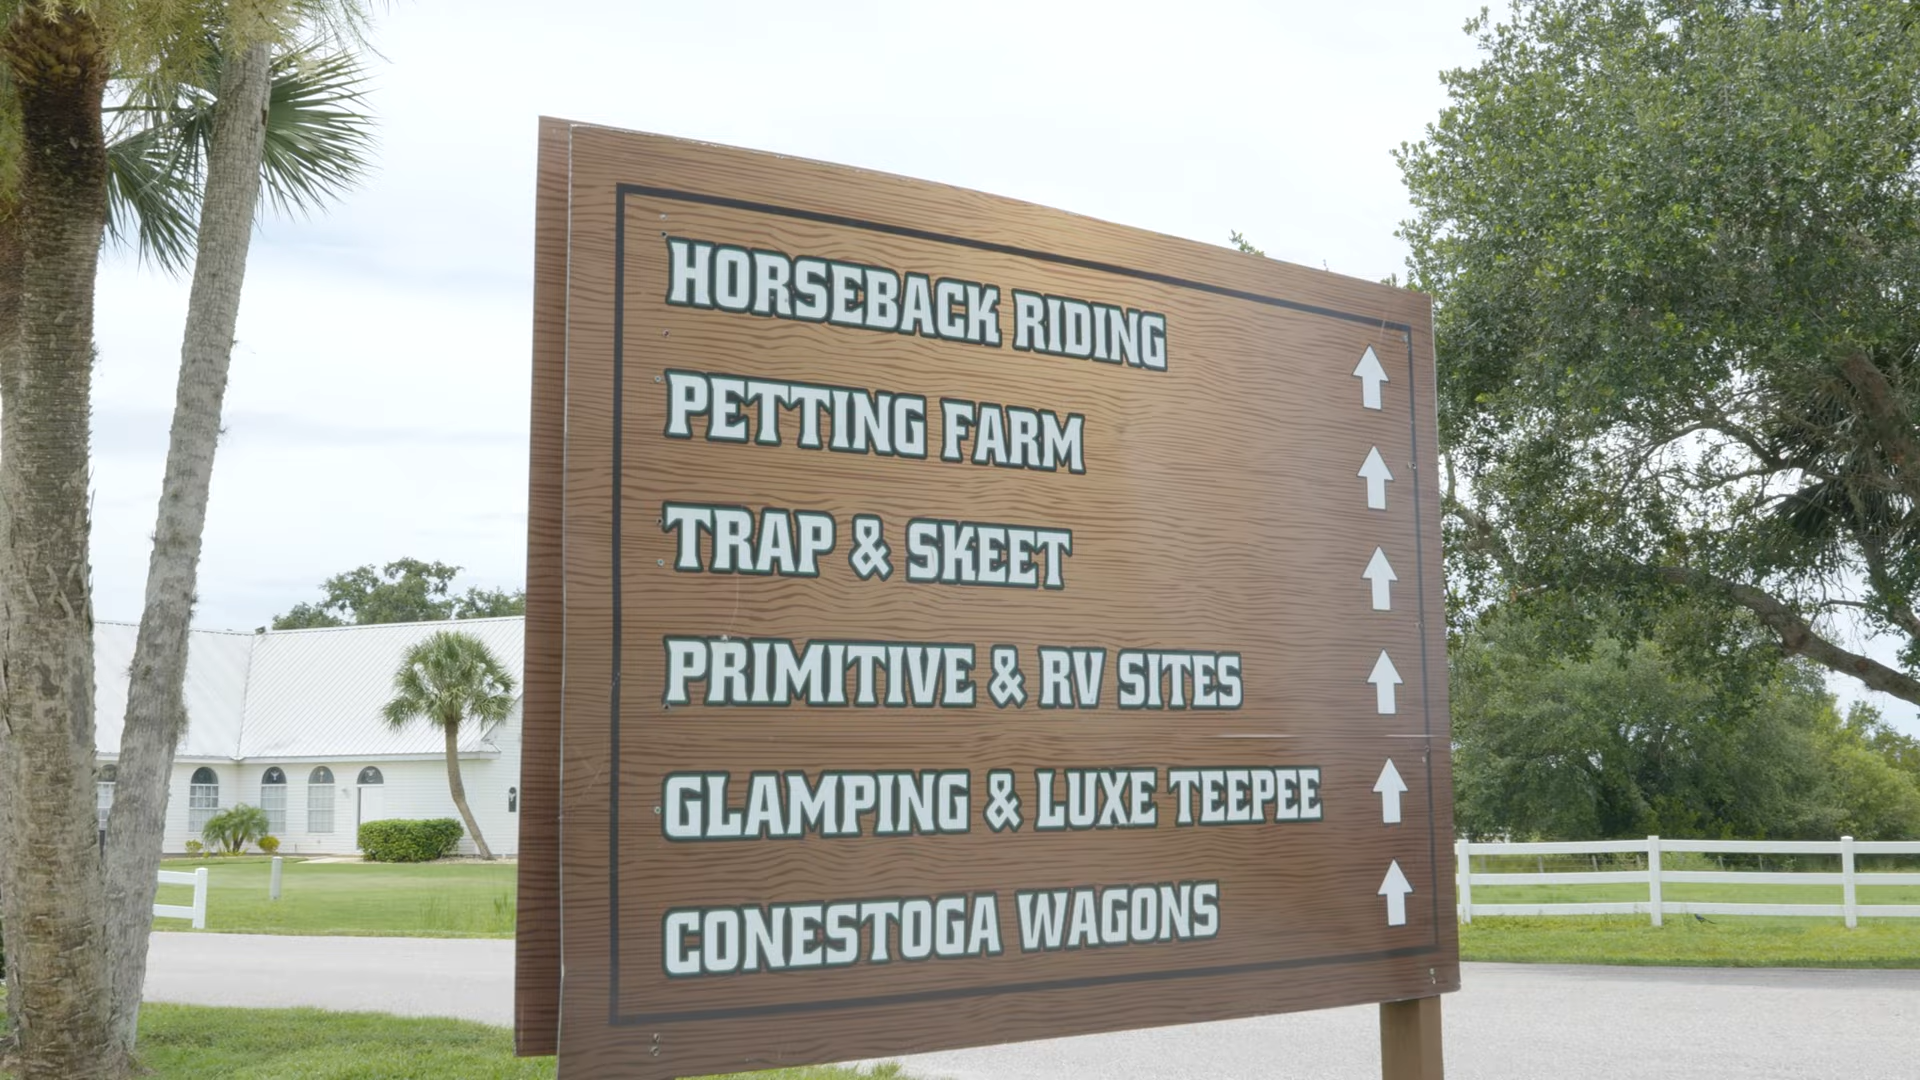 HORSEBACK RIDING
PETTING FARM
TRAP & SKEET
PRIMITIVE & RV SITES
GLAMPING & LUXE TEEPEE
CONESTOGA WAGONS